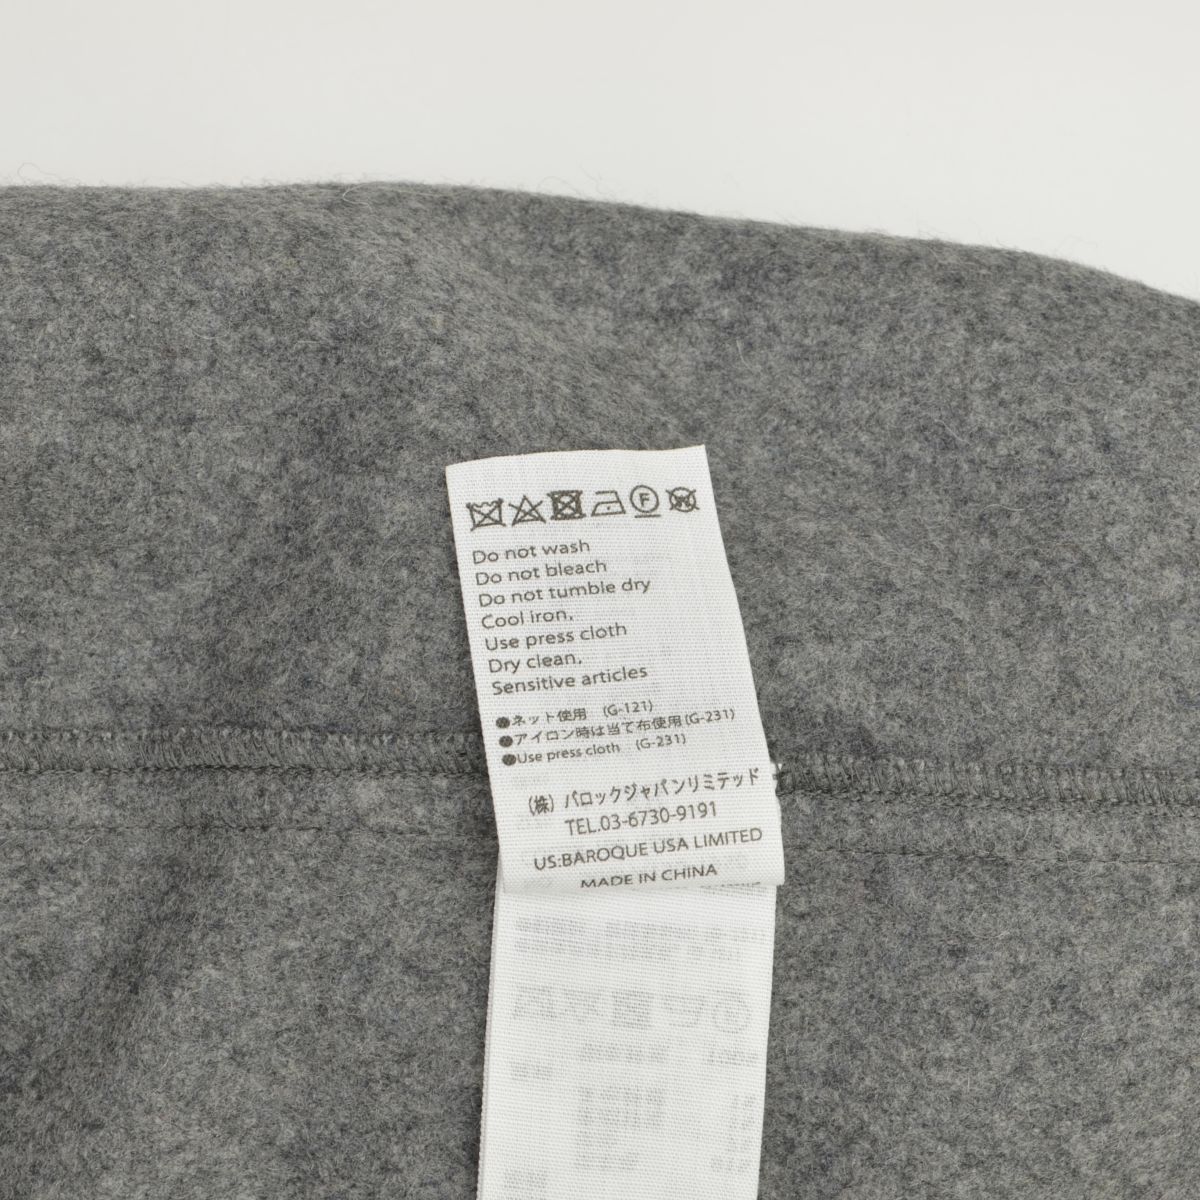 F W
Do not wash
Do not bleach
Do not tumble dry
Cool iron,
Use press cloth
Dry clean,
Sensitive articles
●ネット使用 (G-121)
●アイロン時は当て布使用(G-231)
●Use press cloth (G-231)
(株) バロックジャパンリミテッド
TEL.03-6730-9191
US:BAROQUE USA LIMITED
MADE IN CHINA